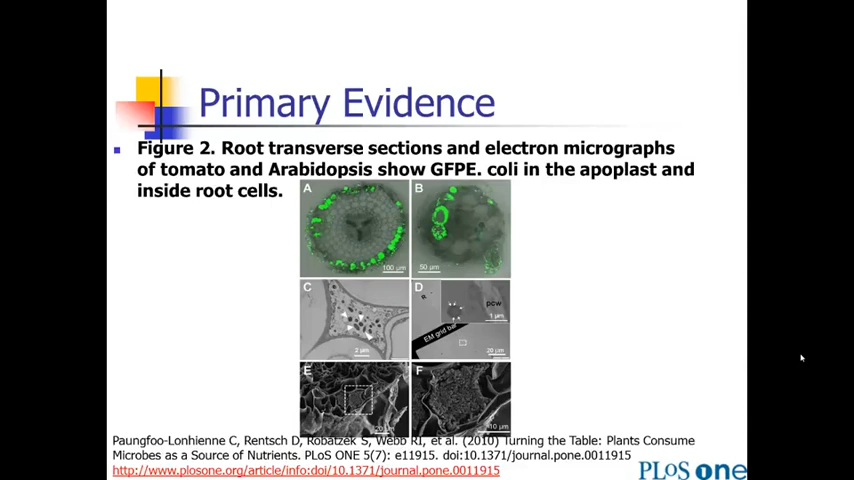 Primary Evidence
Figure 2. Root transverse sections and electron micrographs
of tomato and Arabidopsis show GFPE. coli in the apoplast and
inside root cells.
A
B
100 µm
50 µm
C
D
R
pcw
1 µm
EM grid bar
2 µm
20 µm
E
F
20 µm
10 µm
Paungfoo-Lonhienne C, Rentsch D, Robatzek S, Webb RI, et al. (2010) Turning the Table: Plants Consume
Microbes as a Source of Nutrients. PLoS ONE 5(7): e11915. doi:10.1371/journal.pone.0011915
http://www.plosone.org/article/info:doi/10.1371/journal.pone.0011915
PLoS one